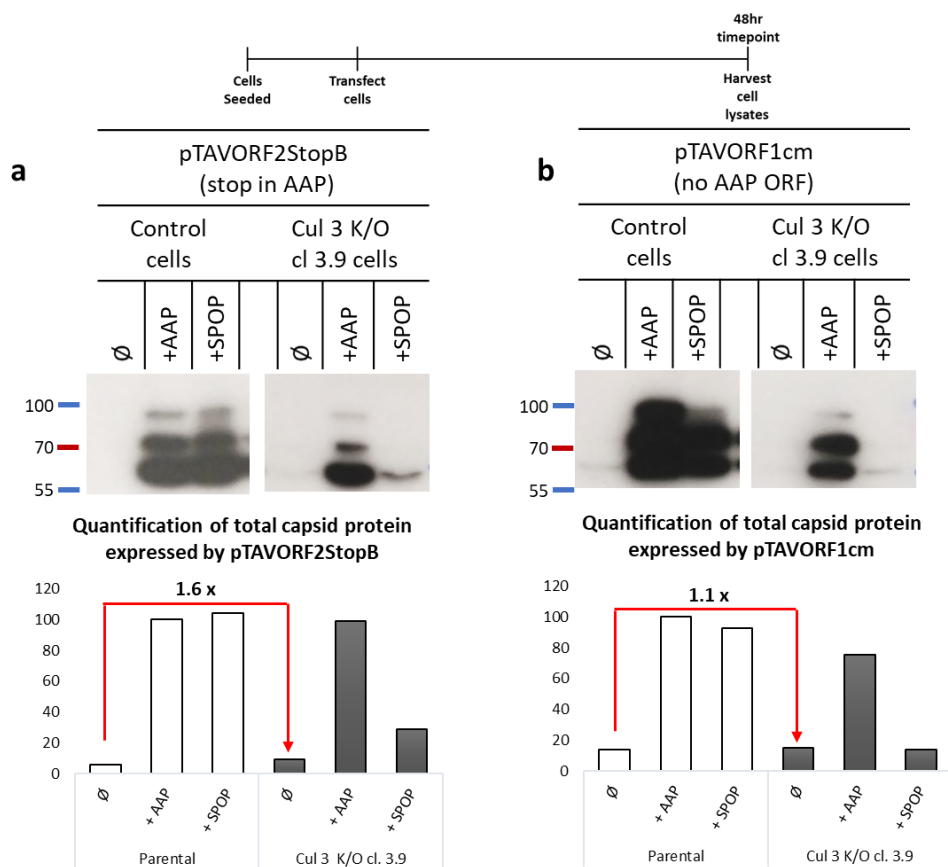 48hr
timepoint
Cells
Seeded
Transfect
cells
Harvest
cell
lysates
a
pTAVORF2StopB
(stop in AAP)
Control
cells
Cul 3 K/O
cl 3.9 cells
Ø
+AAP
+SPOP
Ø
+AAP
+SPOP
100
70
55
Quantification of total capsid protein
expressed by pTAVORF2StopB
120
100
80
60
40
20
0
1.6 x
Ø
+ AAP
+ SPOP
Ø
+ AAP
+ SPOP
Parental
Cul 3 K/O cl. 3.9
b
pTAVORF1cm
(no AAP ORF)
Control
cells
Cul 3 K/O
cl 3.9 cells
Ø
+AAP
+SPOP
Ø
+AAP
+SPOP
100
70
55
Quantification of total capsid protein
expressed by pTAVORF1cm
120
100
80
60
40
20
0
1.1 x
Ø
+ AAP
+ SPOP
Ø
+ AAP
+ SPOP
Parental
Cul 3 K/O cl. 3.9